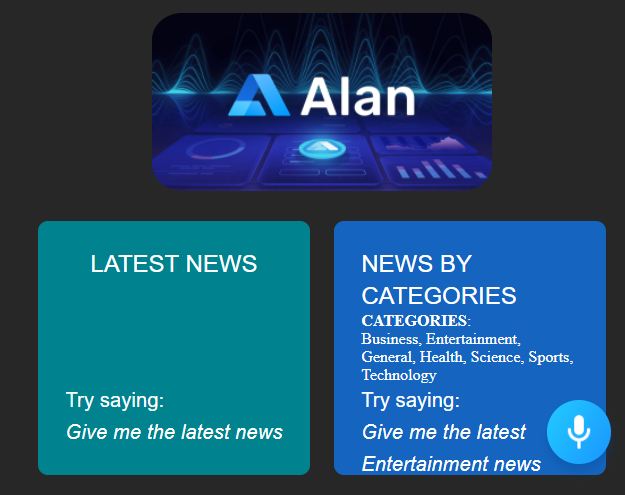 Alan
LATEST NEWS
Try saying:
Give me the latest news
NEWS BY
CATEGORIES
CATEGORIES:
Business, Entertainment,
General, Health, Science, Sports,
Technology
Try saying:
Give me the latest
Entertainment news